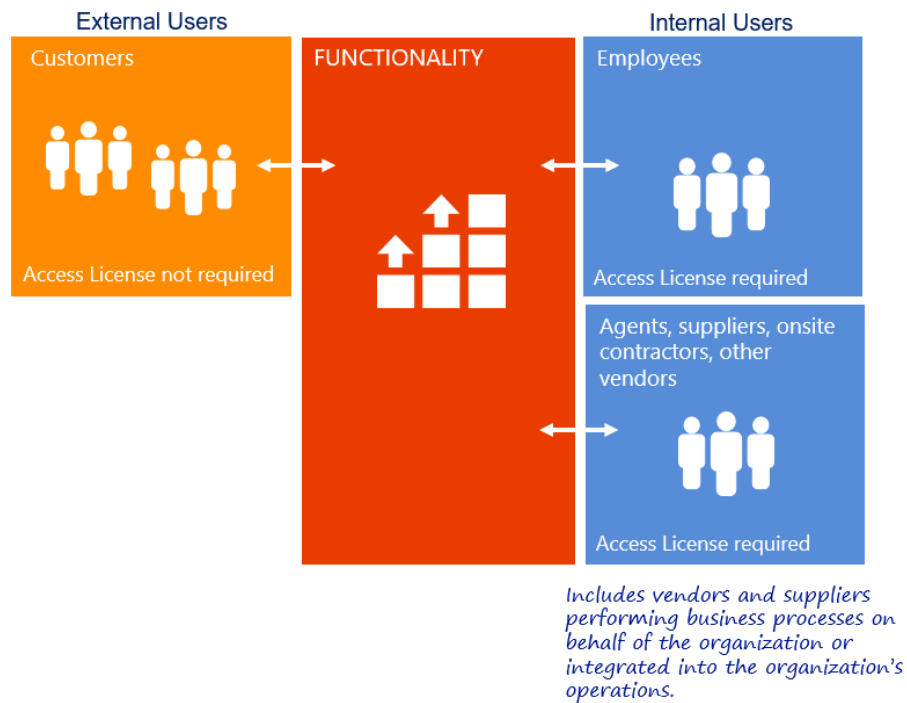 External Users
Internal Users
Customers
FUNCTIONALITY
Employees
Access License not required
Access License required
Agents, suppliers, onsite
contractors, other
vendors
Access License required
Includes vendors and suppliers
performing business processes on
behalf of the organization or
integrated into the organization's
operations.